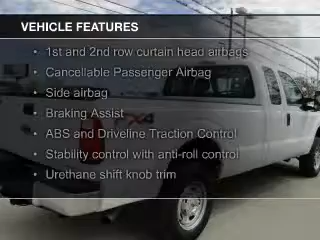 VEHICLE FEATURES
• 1st and 2nd row curtain head airbags
• Cancellable Passenger Airbag
• Side airbag
• Braking Assist
• ABS and Driveline Traction Control
• Stability control with anti-roll control
• Urethane shift knob trim
X4